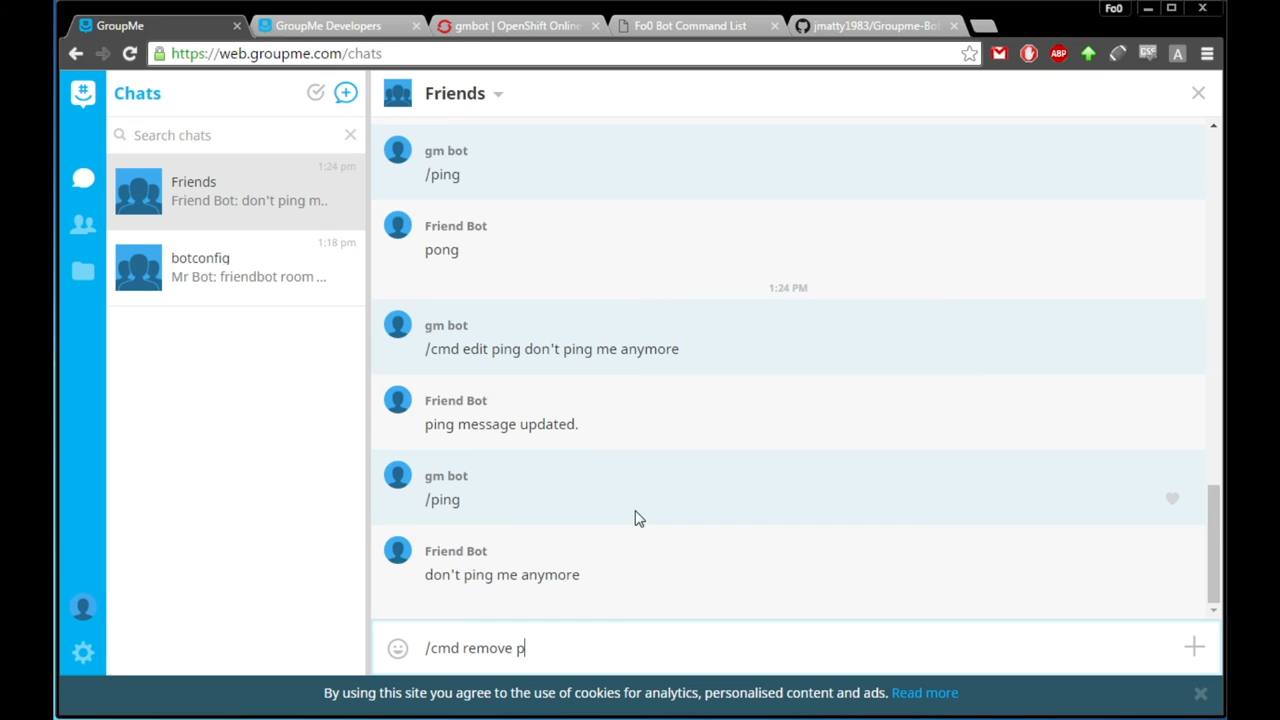 Fo0
GroupMe
GroupMe Developers
gmbot | OpenShift Online
Fo0 Bot Command List
jmatty1983/Groupme-Bot
https://web.groupme.com/chats
ABP
CSS
A
#
Chats
Friends
Search chats
1:24 pm
Friends
Friend Bot: don't ping m..
1:18 pm
botconfig
Mr Bot: friendbot room ...
gm bot
/ping
Friend Bot
pong
1:24 PM
gm bot
/cmd edit ping don't ping me anymore
Friend Bot
ping message updated.
gm bot
/ping
Friend Bot
don't ping me anymore
/cmd remove p
By using this site you agree to the use of cookies for analytics, personalised content and ads. Read more